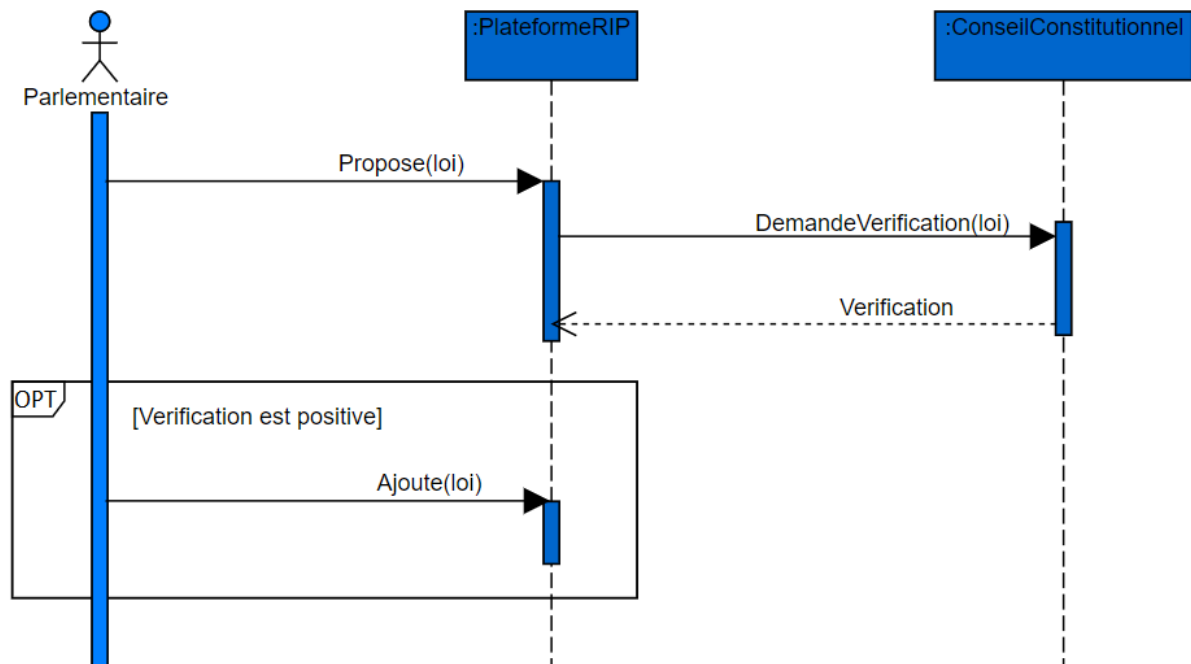 :PlateformeRIP
:ConseilConstitutionnel
Parlementaire
Propose(loi)
DemandeVerification(loi)
Verification
OPT
[Verification est positive]
Ajoute(loi)